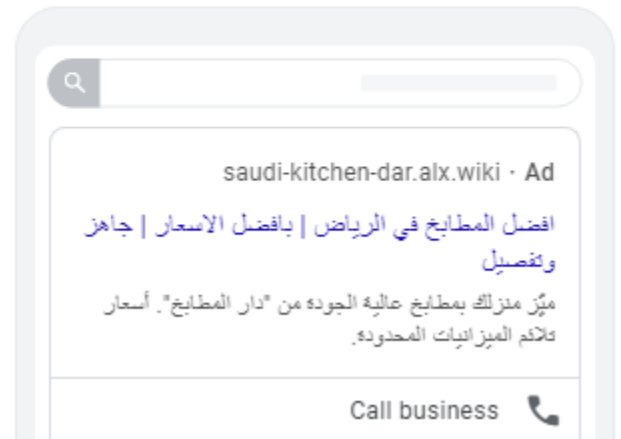 saudi-kitchen-dar.alx.wiki · Ad
افضل المطابخ في الرياض | بافضل الاسعار | جاهز
وتفصيل
ميّز منزلك بمطابخ عالية الجودة من "دار المطابخ". أسعار
تلائم الميزانيات المحدودة.
Call business